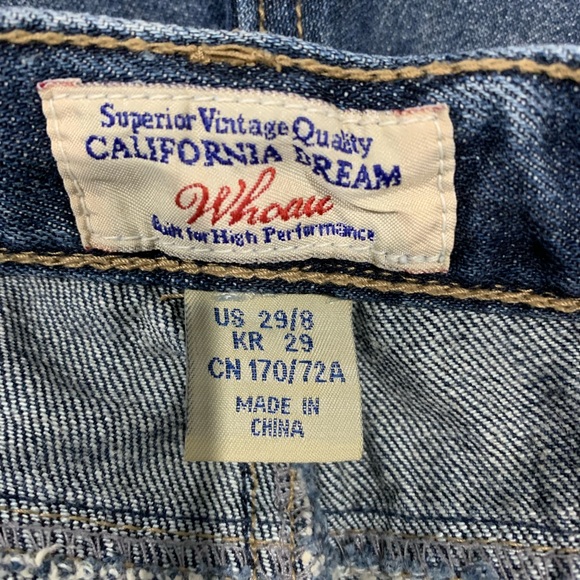 Superior Vintage Quality
CALIFORNIA DREAM
Whoau
Built for High Performance
US 29/8
KR 29
CN 170/72A
MADE IN
CHINA